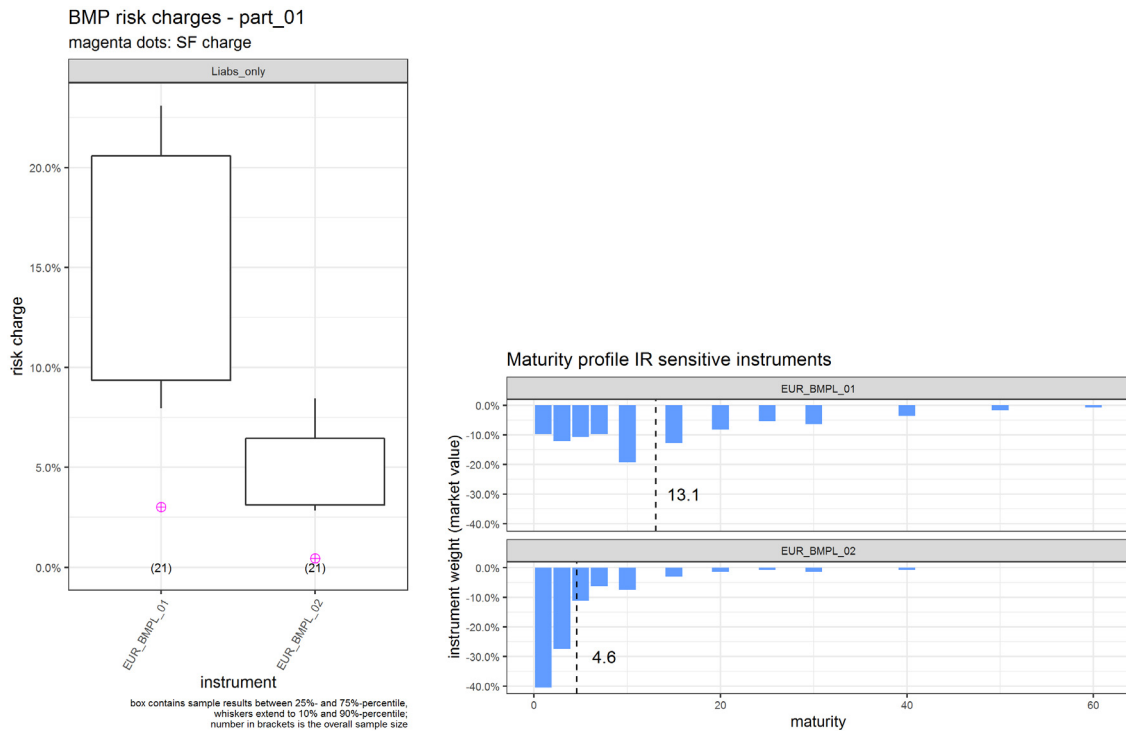 BMP risk charges - part_01
magenta dots: SF charge
Liabs_only
risk charge
20.0%
15.0%
10.0%
5.0%
0.0%
(21)
(21)
EUR_BMPL_01
EUR_BMPL_02
instrument
box contains sample results between 25%- and 75%-percentile,
whiskers extend to 10% and 90%-percentile;
number in brackets is the overall sample size
Maturity profile IR sensitive instruments
instrument weight (market value)
EUR_BMPL_01
0.0%
-10.0%
-20.0%
-30.0%
-40.0%
13.1
EUR_BMPL_02
0.0%
-10.0%
-20.0%
-30.0%
-40.0%
4.6
0
20
40
60
maturity